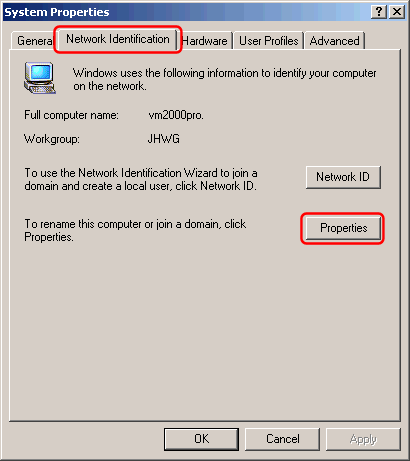 System Properties
General Network Identification Hardware User Profiles Advanced
Windows uses the following information to identify your computer
on the network.
Full computer name: vm2000pro.
Workgroup: JHWG
To use the Network Identification Wizard to join a
domain and create a local user, click Network ID.
Network ID
To rename this computer or join a domain, click
Properties.
Properties
OK Cancel Apply